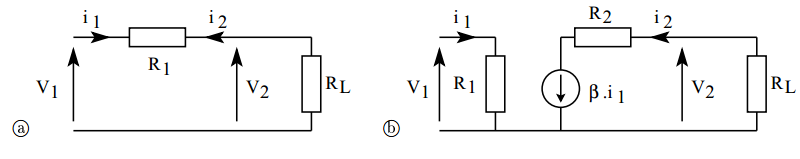 i1 i2
R1
V1 V2 RL
ⓐ
R2
i1 i2
V1 R1 β.i1 V2 RL
ⓑ